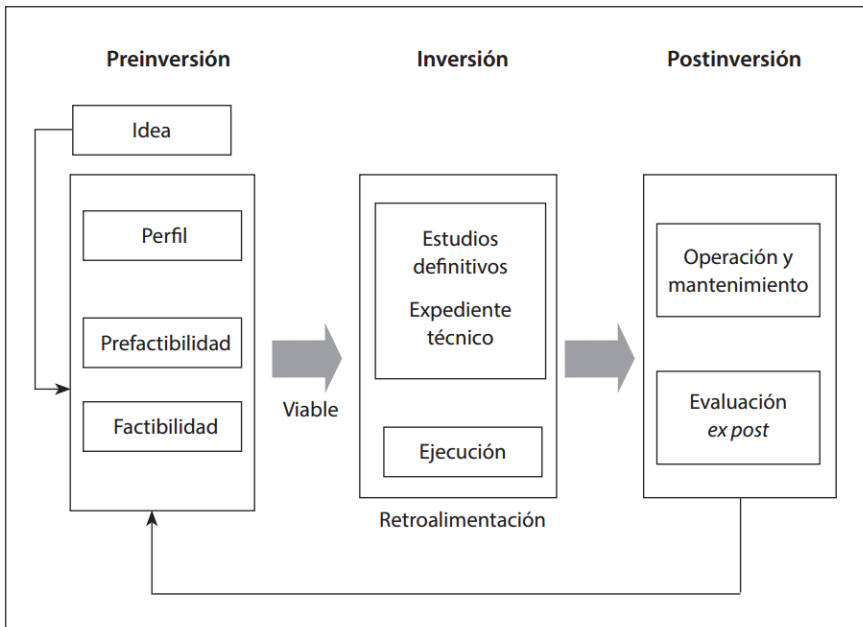 Preinversión
Inversión
Postinversión
Idea
Perfil
Prefactibilidad
Factibilidad
Viable
Estudios
definitivos
Expediente
técnico
Ejecución
Retroalimentación
Operación y
mantenimiento
Evaluación
ex post